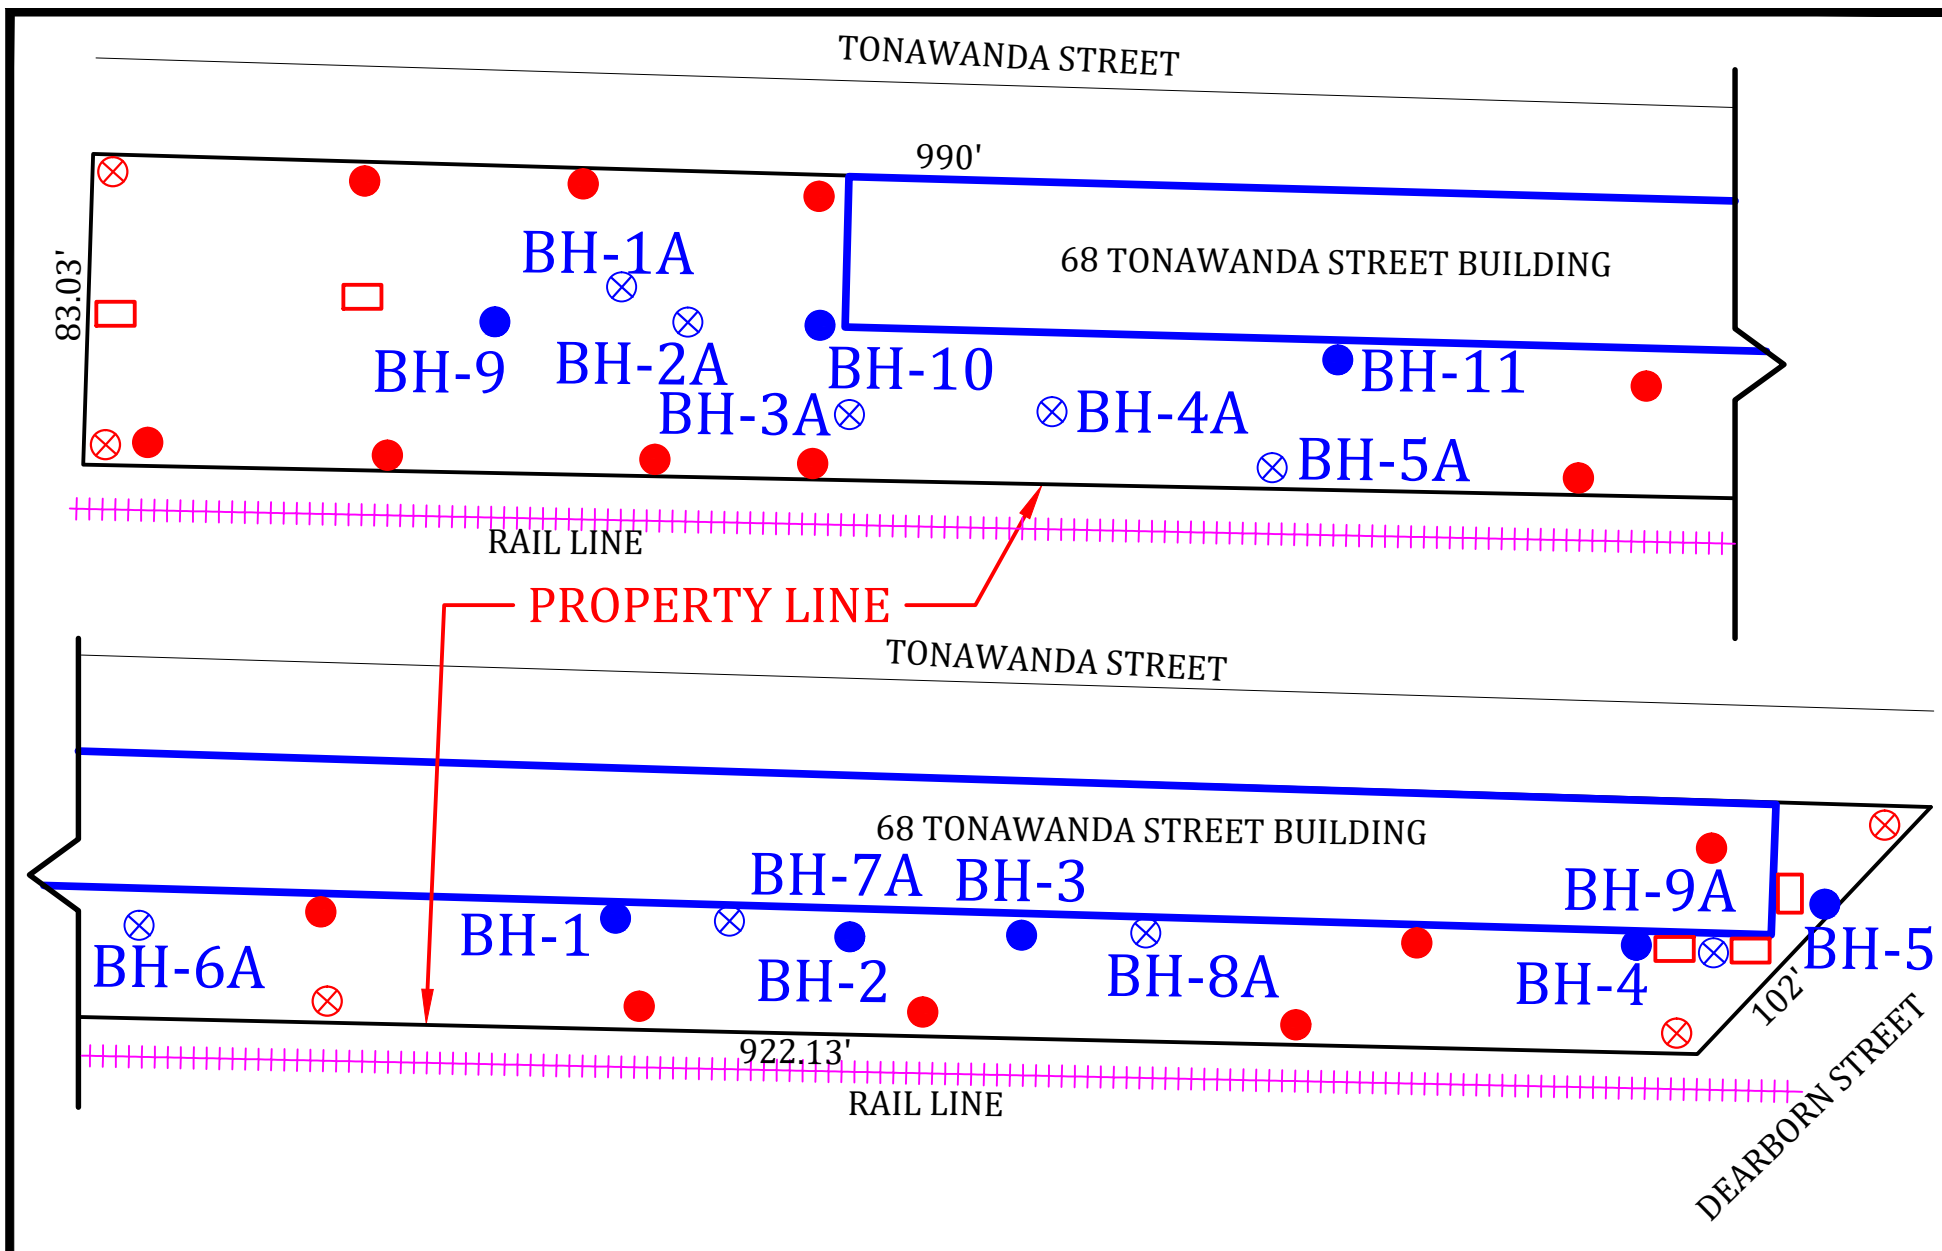 TONAWANDA STREET
990'
83.03'
BH-1A
68 TONAWANDA STREET BUILDING
BH-9
BH-2A
BH-10
BH-11
BH-3A
BH-4A
BH-5A
RAIL LINE
PROPERTY LINE
TONAWANDA STREET
68 TONAWANDA STREET BUILDING
BH-7A
BH-3
BH-9A
BH-1
BH-6A
BH-2
BH-8A
BH-4
BH-5
102'
922.13'
RAIL LINE
DEARBORN STREET